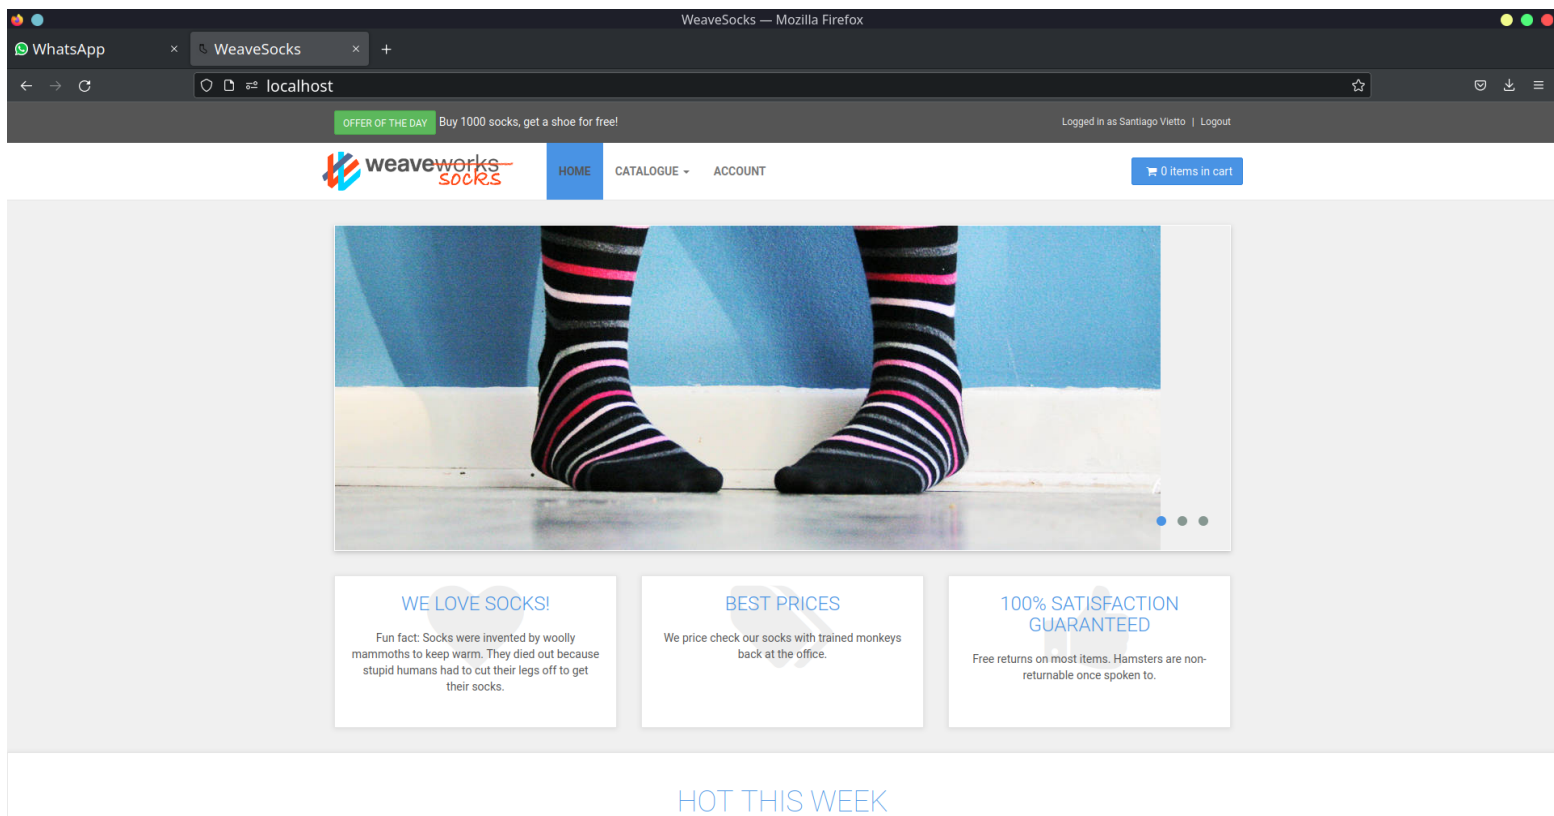 WeaveSocks — Mozilla Firefox
WhatsApp × WeaveSocks × +
localhost
OFFER OF THE DAY Buy 1000 socks, get a shoe for free! Logged in as Santiago Vietto | Logout
weaveworks socks HOME CATALOGUE ACCOUNT 0 items in cart
WE LOVE SOCKS!
Fun fact: Socks were invented by woolly
mammoths to keep warm. They died out because
stupid humans had to cut their legs off to get
their socks.
BEST PRICES
We price check our socks with trained monkeys
back at the office.
100% SATISFACTION
GUARANTEED
Free returns on most items. Hamsters are non-
returnable once spoken to.
HOT THIS WEEK